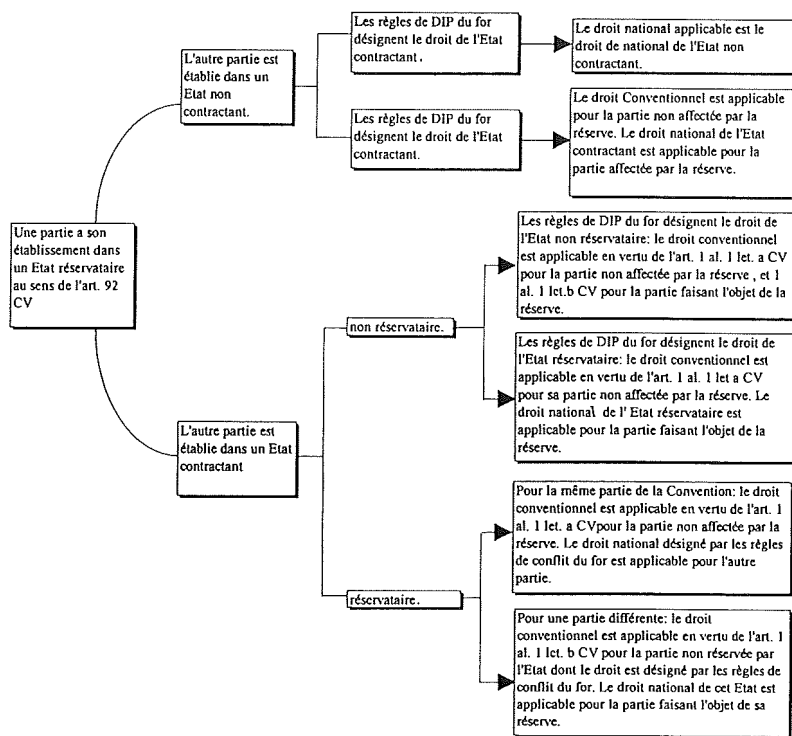 Les règles de DIP du for
désignent le droit de l'Etat
contractant.
Le droit national applicable est le
droit de national de l'Etat non
contractant.
L'autre partie est
établie dans un
Etat non
contractant.
Les règles de DIP du for
désignent le droit de l'Etat
contractant.
Le droit Conventionnel est applicable
pour la partie non affectée par la
réserve. Le droit national de l'Etat
contractant est applicable pour la
partie affectée par la réserve.
Une partie a son
établissement dans
un Etat réservataire
au sens de l'art. 92
CV
Les règles de DIP du for désignent le droit de
l'Etat non réservataire: le droit conventionnel
est applicable en vertu de l'art. 1 al. 1 let. a CV
pour la partie non affectée par la réserve , et 1
al. 1 let.b CV pour la partie faisant l'objet de la
réserve.
non réservataire.
Les règles de DIP du for désignent le droit de
l'Etat réservataire: le droit conventionnel est
applicable en vertu de l'art. 1 al. 1 let a CV
pour sa partie non affectée par la réserve. Le
droit national de l' Etat réservataire est
applicable pour la partie faisant l'objet de la
réserve.
L'autre partie est
établie dans un Etat
contractant
Pour la même partie de la Convention: le droit
conventionnel est applicable en vertu de l'art. 1
al. 1 let. a CVpour la partie non affectée par la
réserve. Le droit national désigné par les règles
de conflit du for est applicable pour l'autre
partie.
réservataire.
Pour une partie différente: le droit
conventionnel est applicable en vertu de l'art. 1
al. 1 let. b CV pour la partie non réservée par
l'Etat dont le droit est désigné par les règles de
conflit du for. Le droit national de cet Etat est
applicable pour la partie faisant l'objet de sa
réserve.